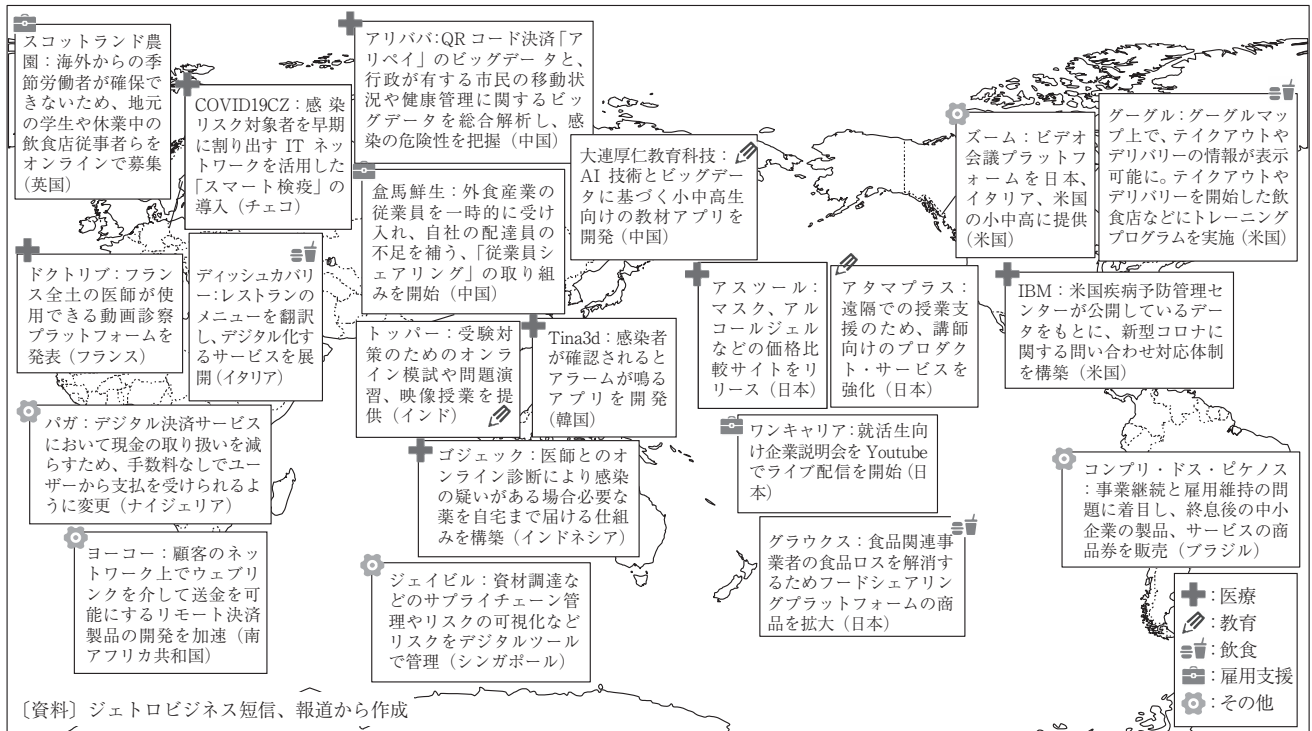 スコットランド農
園：海外からの季
節労働者が確保で
きないため、地元
の学生や休業中の
飲食店従事者らを
オンラインで募集
（英国）
COVID19CZ：感染
リスク対象者を早期
に割り出す IT ネッ
トワークを活用した
「スマート検疫」の
導入（チェコ）
アリババ：QR コード決済「ア
リペイ」のビッグデータと、
行政が有する市民の移動状
況や健康管理に関するビッ
グデータを総合解析し、感
染の危険性を把握（中国）
盒馬鮮生：外食産業の
従業員を一時的に受け
入れ、自社の配達員の
不足を補う、「従業員シ
ェアリング」の取り組
みを開始（中国）
大連厚仁教育科技：
AI 技術とビッグデー
タに基づく小中高生
向けの教材アプリを
開発（中国）
ズーム：ビデオ
会議プラットフ
ォームを日本、
イタリア、米国
の小中高に提供
（米国）
グーグル：グーグルマッ
プ上で、テイクアウトや
デリバリーの情報が表示
可能に。テイクアウトや
デリバリーを開始した飲
食店などにトレーニング
プログラムを実施（米国）
ドクトリブ：フラン
ス全土の医師が使
用できる動画診察
プラットフォームを
発表（フランス）
ディッシュカバリ
ー：レストランの
メニューを翻訳
し、デジタル化す
るサービスを展
開（イタリア）
トッパー：受験対
策のためのオンラ
イン模試や問題演
習、映像授業を提
供（インド）
Tina3d：感染者
が確認されると
アラームが鳴る
アプリを開発
（韓国）
アスツール：
マスク、アル
コールジェル
などの価格比
較サイトをリ
リース（日本）
アタマプラス：
遠隔での授業支
援のため、講師
向けのプロダク
ト・サービスを
強化（日本）
IBM：米国疾病予防管理セ
ンターが公開しているデー
タをもとに、新型コロナに
関する問い合わせ対応体制
を構築（米国）
パガ：デジタル決済サービス
において現金の取り扱いを減
らすため、手数料なしでユー
ザーから支払を受けられるよ
うに変更（ナイジェリア）
ゴジェック：医師とのオ
ンライン診断により感染
の疑いがある場合必要な
薬を自宅まで届ける仕組
みを構築（インドネシア）
ワンキャリア：就活生向
け企業説明会を Youtube
でライブ配信を開始（日
本）
コンプリ・ドス・ピケノス
：事業継続と雇用維持の問
題に着目し、終息後の中小
企業の製品、サービスの商
品券を販売（ブラジル）
ヨーコー：顧客のネッ
トワーク上でウェブリ
ンクを介して送金を可
能にするリモート決済
製品の開発を加速（南
アフリカ共和国）
ジェイビル：資材調達な
どのサプライチェーン管
理やリスクの可視化など
リスクをデジタルツール
で管理（シンガポール）
グラウクス：食品関連事
業者の食品ロスを解消す
るためフードシェアリン
グプラットフォームの商
品を拡大（日本）
：医療
：教育
：飲食
：雇用支援
：その他
〔資料〕ジェトロビジネス短信、報道から作成